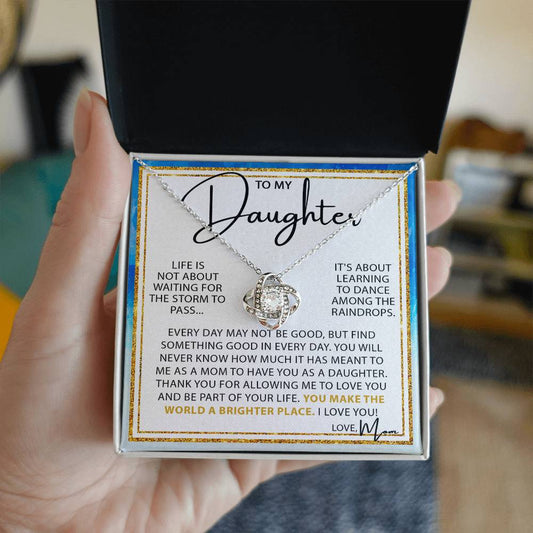 TO MY
Daughter
LIFE IS
NOT ABOUT
WAITING FOR
THE STORM TO
PASS...
IT'S ABOUT
LEARNING
TO DANCE
AMONG THE
RAINDROPS.
EVERY DAY MAY NOT BE GOOD, BUT FIND
SOMETHING GOOD IN EVERY DAY. YOU WILL
NEVER KNOW HOW MUCH IT HAS MEANT TO
ME AS A MOM TO HAVE YOU AS A DAUGHTER.
THANK YOU FOR ALLOWING ME TO LOVE YOU
AND BE PART OF YOUR LIFE. YOU MAKE THE
WORLD A BRIGHTER PLACE. I LOVE YOU!
LOVE, Mom